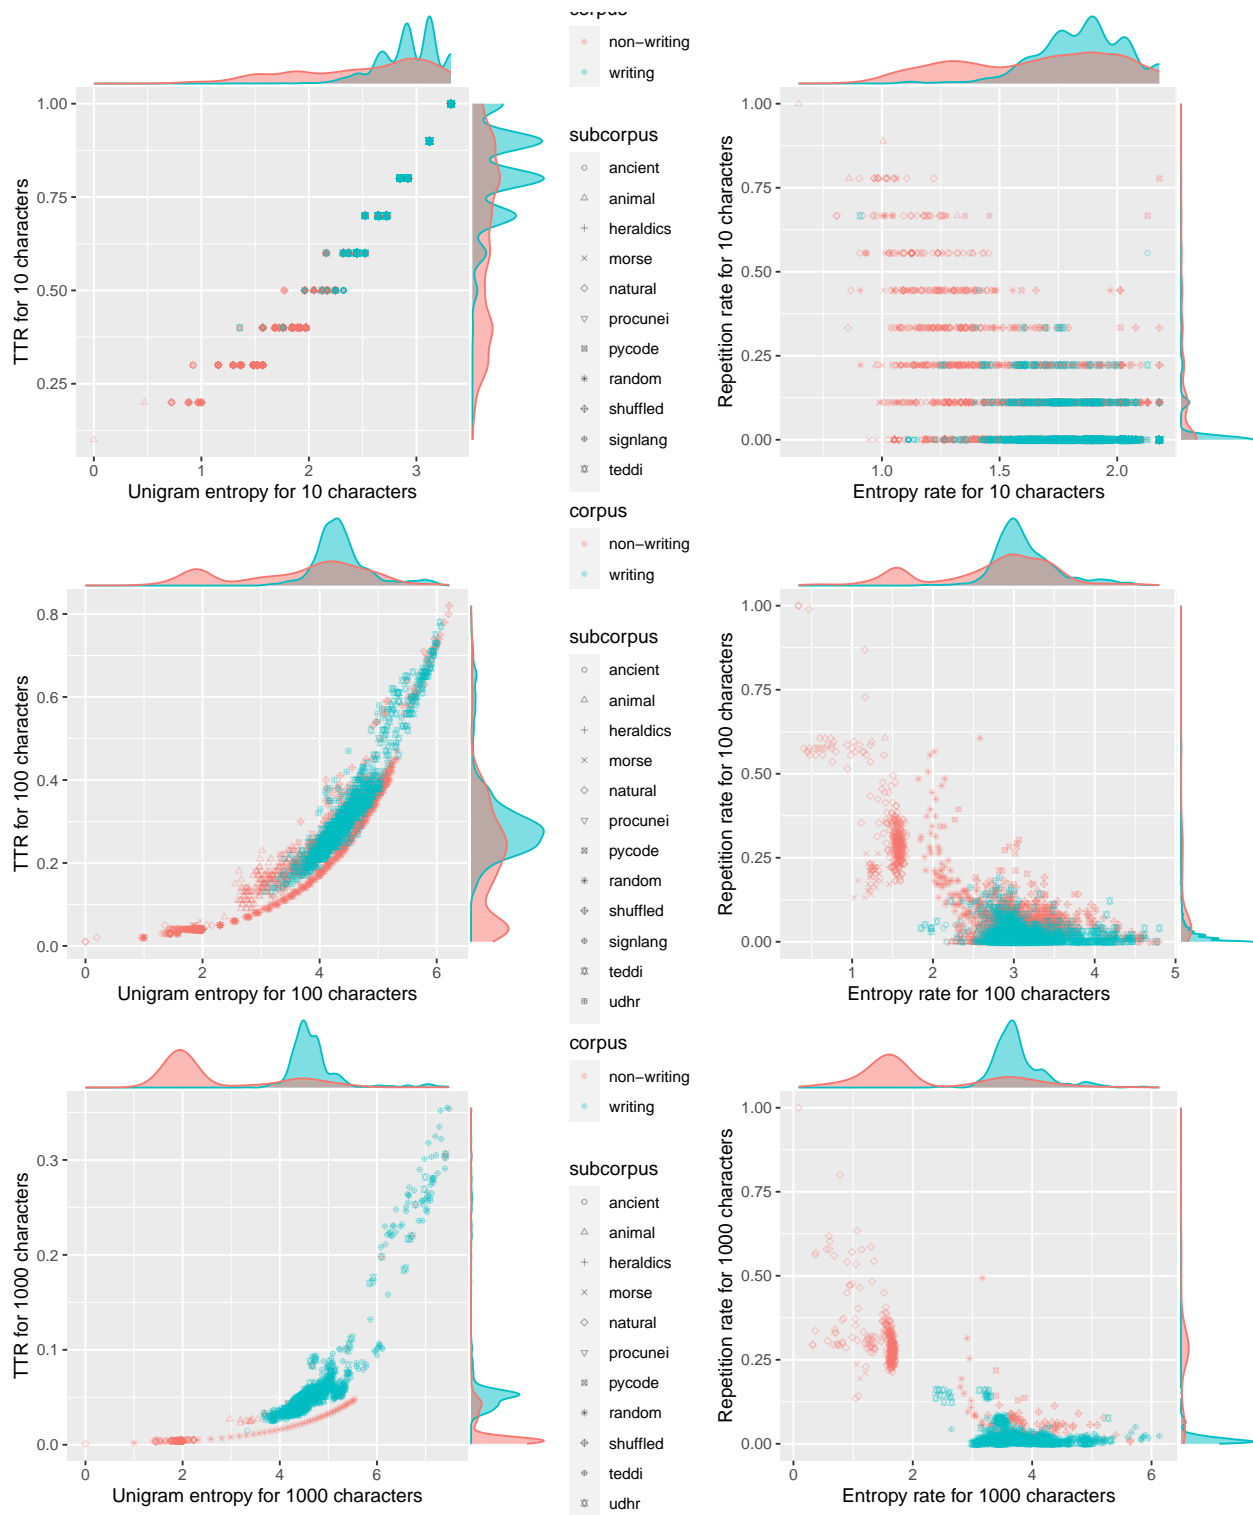 corpus
non−writing
writing
subcorpus
ancient
animal
heraldics
morse
natural
procunei
pycode
random
shuffled
signlang
teddi
TTR for 10 characters
1.00
0.75
0.50
0.25
0 1 2 3
Unigram entropy for 10 characters
Repetition rate for 10 characters
1.00
0.75
0.50
0.25
0.00
1.0 1.5 2.0
Entropy rate for 10 characters
corpus
non−writing
writing
subcorpus
ancient
animal
heraldics
morse
natural
procunei
pycode
random
shuffled
signlang
teddi
udhr
TTR for 100 characters
0.8
0.6
0.4
0.2
0.0
0 2 4 6
Unigram entropy for 100 characters
Repetition rate for 100 characters
1.00
0.75
0.50
0.25
0.00
1 2 3 4 5
Entropy rate for 100 characters
corpus
non−writing
writing
subcorpus
ancient
animal
heraldics
morse
natural
procunei
pycode
random
shuffled
teddi
udhr
TTR for 1000 characters
0.3
0.2
0.1
0.0
0 2 4 6
Unigram entropy for 1000 characters
Repetition rate for 1000 characters
1.00
0.75
0.50
0.25
0.00
0 2 4 6
Entropy rate for 1000 characters